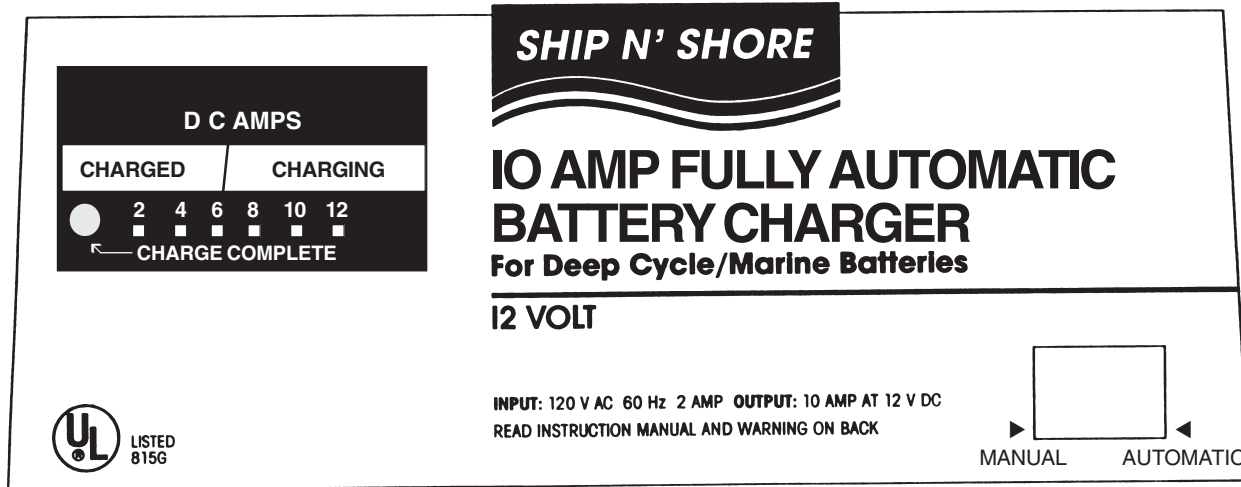 SHIP N' SHORE
D C AMPS
CHARGED CHARGING
2 4 6 8 10 12
CHARGE COMPLETE
10 AMP FULLY AUTOMATIC
BATTERY CHARGER
For Deep Cycle/Marine Batteries
12 VOLT
INPUT: 120 V AC 60 Hz 2 AMP OUTPUT: 10 AMP AT 12 V DC
READ INSTRUCTION MANUAL AND WARNING ON BACK
UL ®
LISTED
815G
MANUAL AUTOMATIC